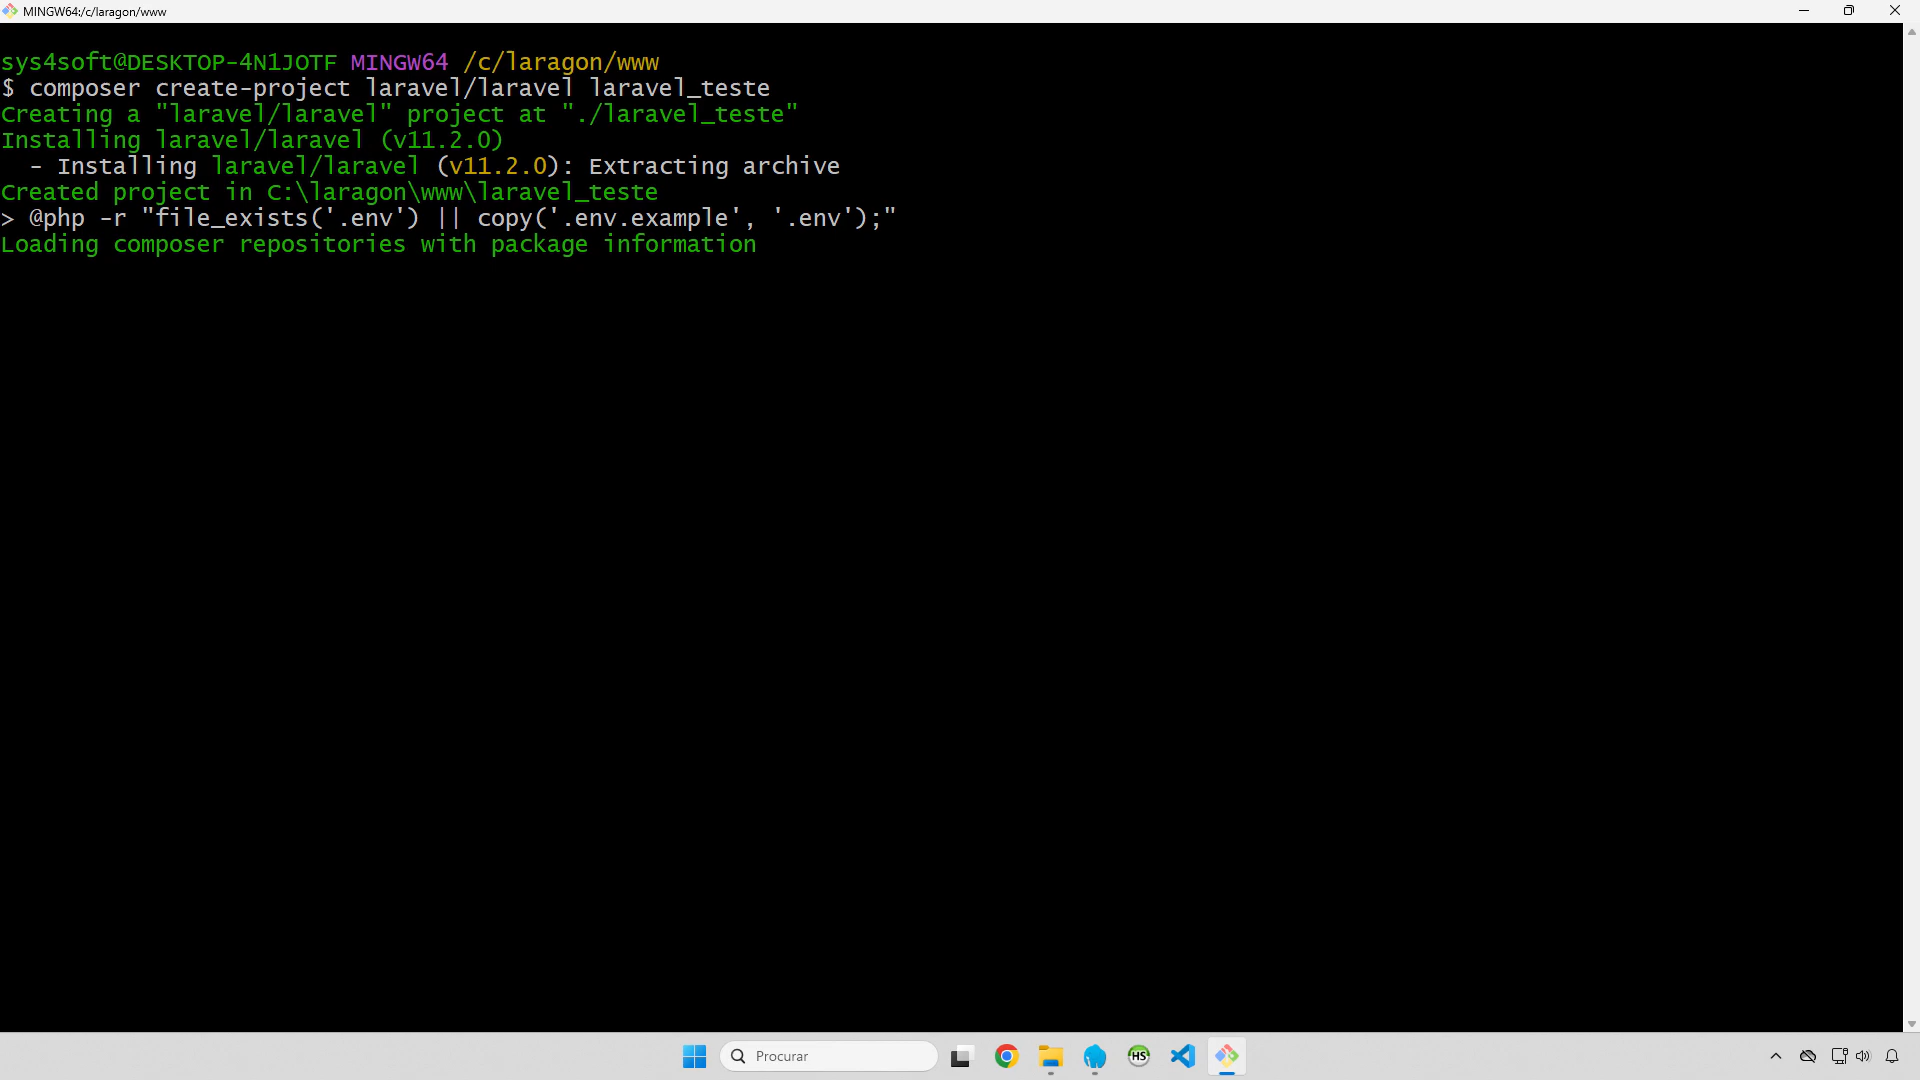 MINGW64:/c/laragon/www
sys4soft@DESKTOP-4N1JOTF MINGW64 /c/laragon/www
$ composer create-project laravel/laravel laravel_teste
Creating a "laravel/laravel" project at "./laravel_teste"
Installing laravel/laravel (v11.2.0)
  - Installing laravel/laravel (v11.2.0): Extracting archive
Created project in C:\laragon\www\laravel_teste
> @php -r "file_exists('.env') || copy('.env.example', '.env');"
Loading composer repositories with package information
Procurar
HS